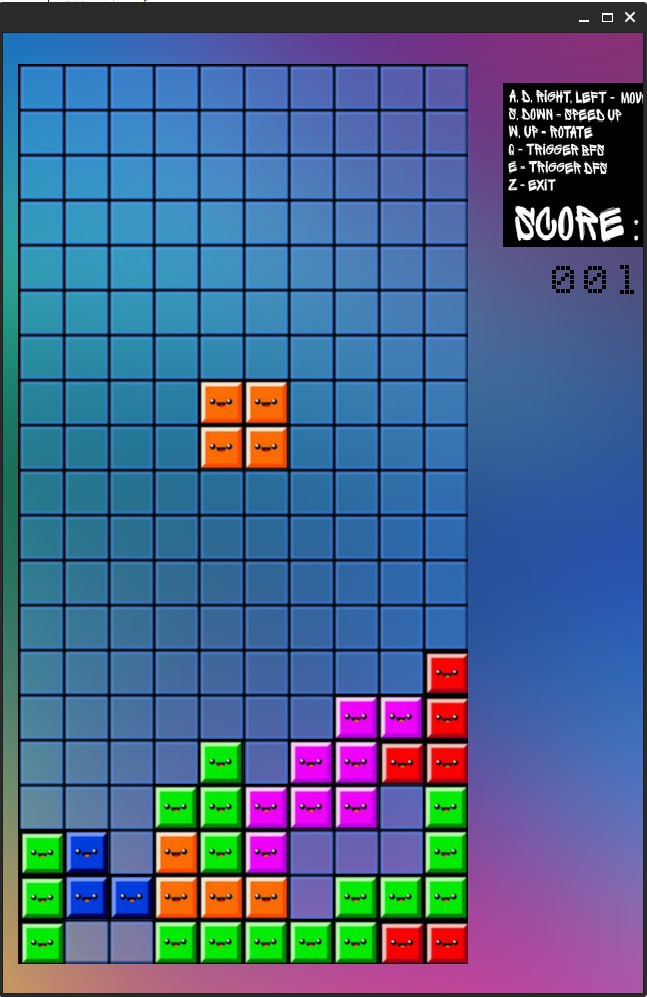 A, D, RIGHT, LEFT - MOV
S, DOWN - SPEED UP
W, UP - ROTATE
Q - TRIGGER BFS
E - TRIGGER DFS
Z - EXIT
SCORE :
001